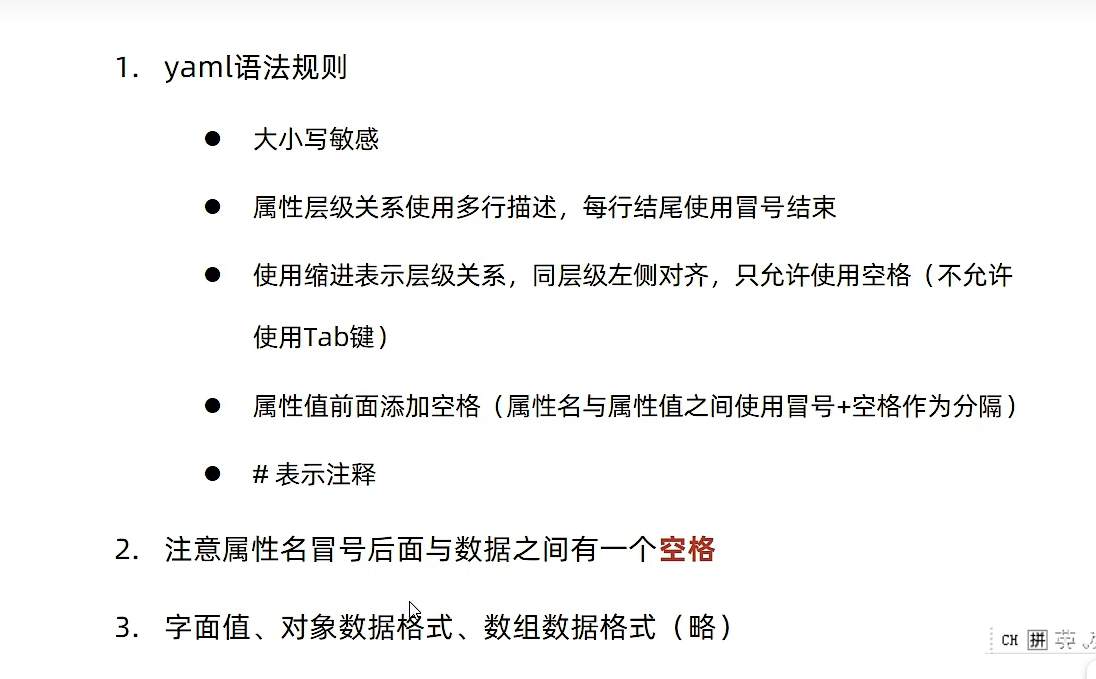 1. yaml语法规则
● 大小写敏感
● 属性层级关系使用多行描述，每行结尾使用冒号结束
● 使用缩进表示层级关系，同层级左侧对齐，只允许使用空格（不允许
使用Tab键）
● 属性值前面添加空格（属性名与属性值之间使用冒号+空格作为分隔）
● # 表示注释
2. 注意属性名冒号后面与数据之间有一个空格
3. 字面值、对象数据格式、数组数据格式（略）
CH 拼 英